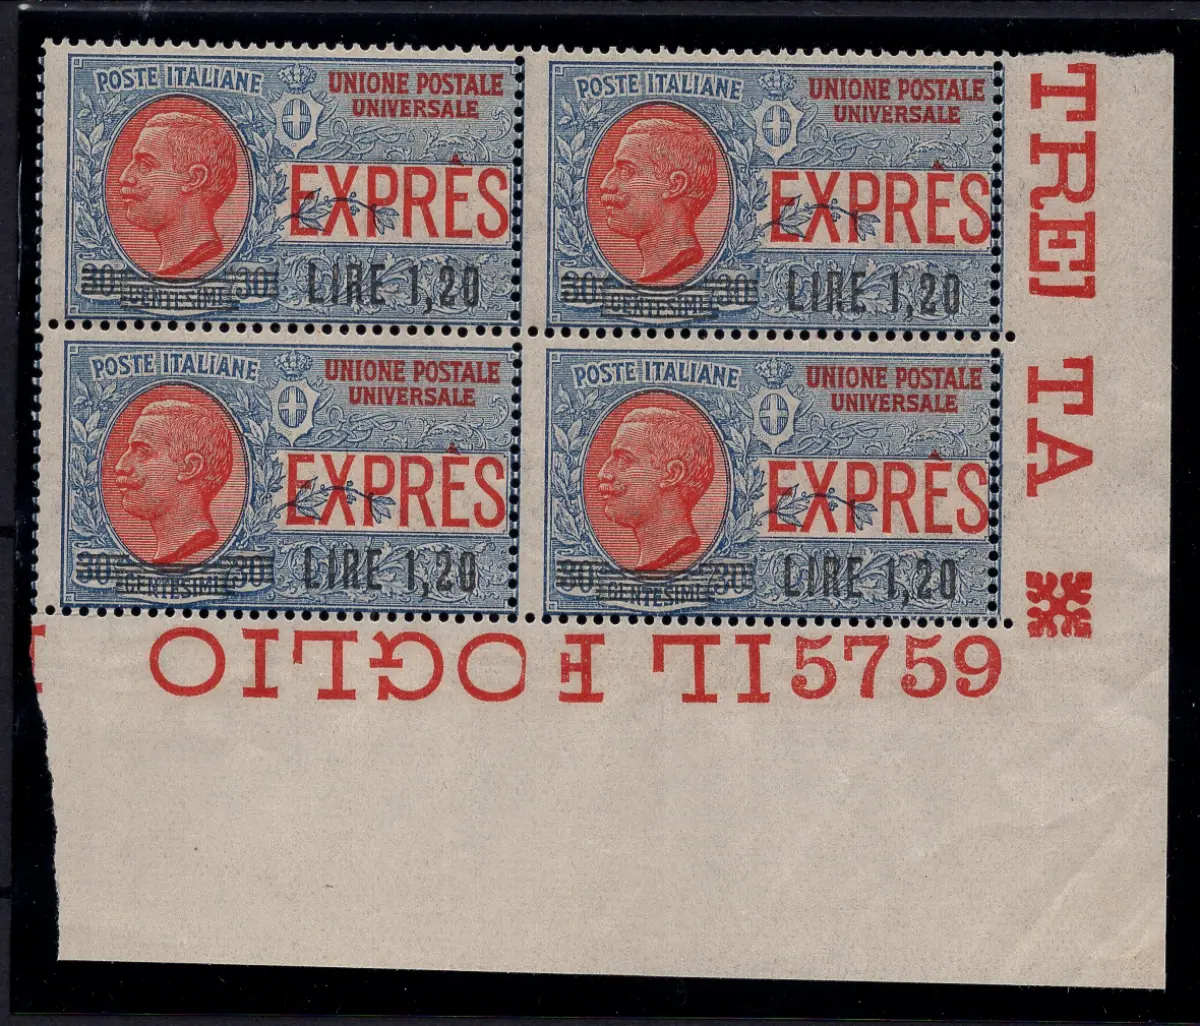 POSTE ITALIANE
UNIONE POSTALE
UNIVERSALE
EXPRÈS
30 CENTESIMI 30
LIRE 1,20
POSTE ITALIANE
UNIONE POSTALE
UNIVERSALE
EXPRÈS
30 CENTESIMI 30
LIRE 1,20
POSTE ITALIANE
UNIONE POSTALE
UNIVERSALE
EXPRÈS
30 CENTESIMI 30
LIRE 1,20
POSTE ITALIANE
UNIONE POSTALE
UNIVERSALE
EXPRÈS
30 CENTESIMI 30
LIRE 1,20
TRE TA
IL FOGLIO
5759